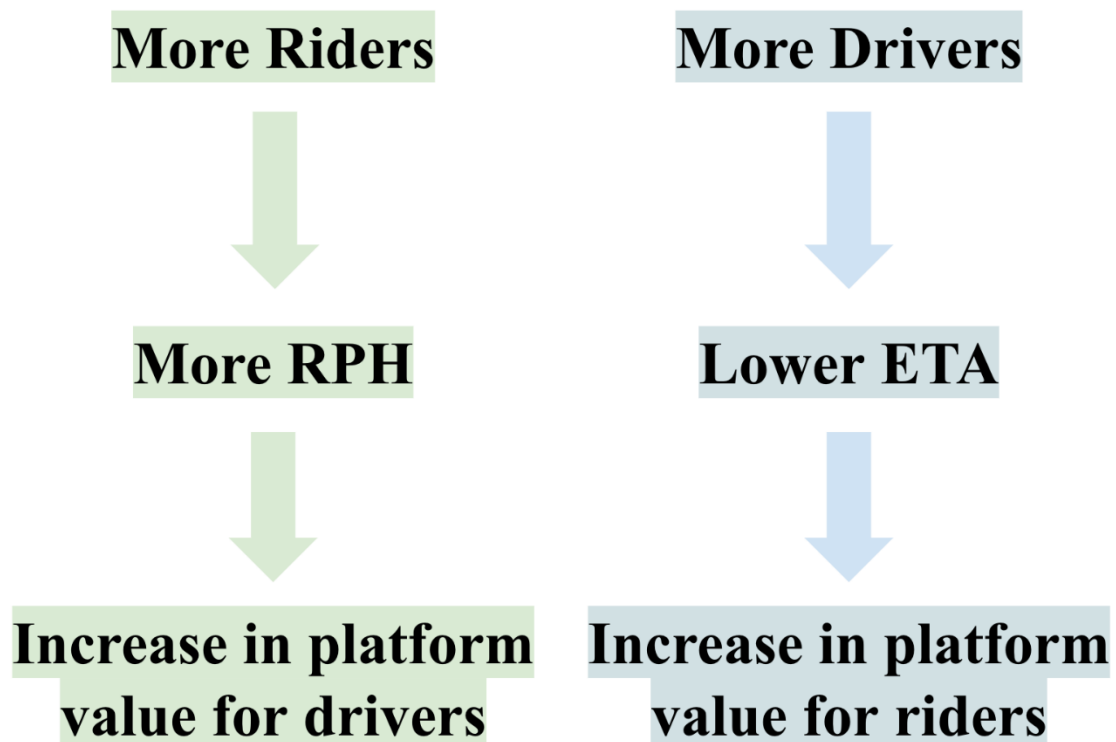 More Riders
More RPH
Increase in platform
value for drivers
More Drivers
Lower ETA
Increase in platform
value for riders